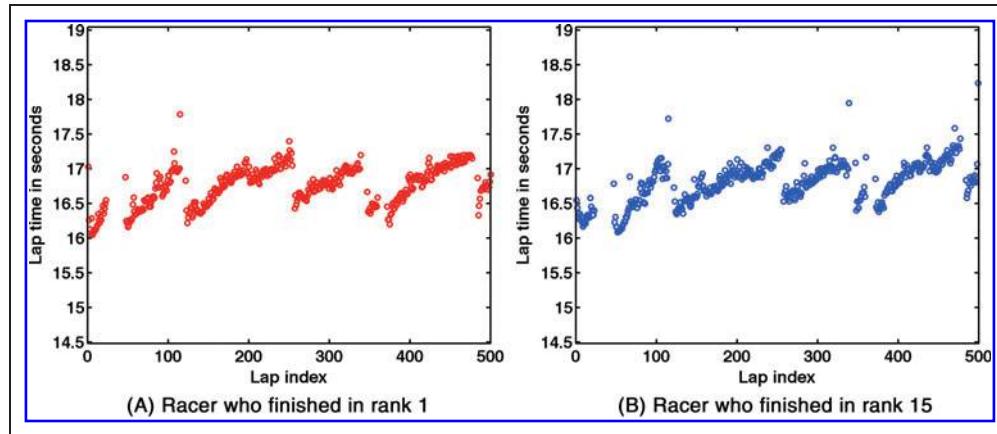 19
18.5
18
17.5
17
16.5
16
15.5
15
14.5
Lap time in seconds
0 100 200 300 400 500
Lap index
(A) Racer who finished in rank 1
19
18.5
18
17.5
17
16.5
16
15.5
15
14.5
Lap time in seconds
0 100 200 300 400 500
Lap index
(B) Racer who finished in rank 15